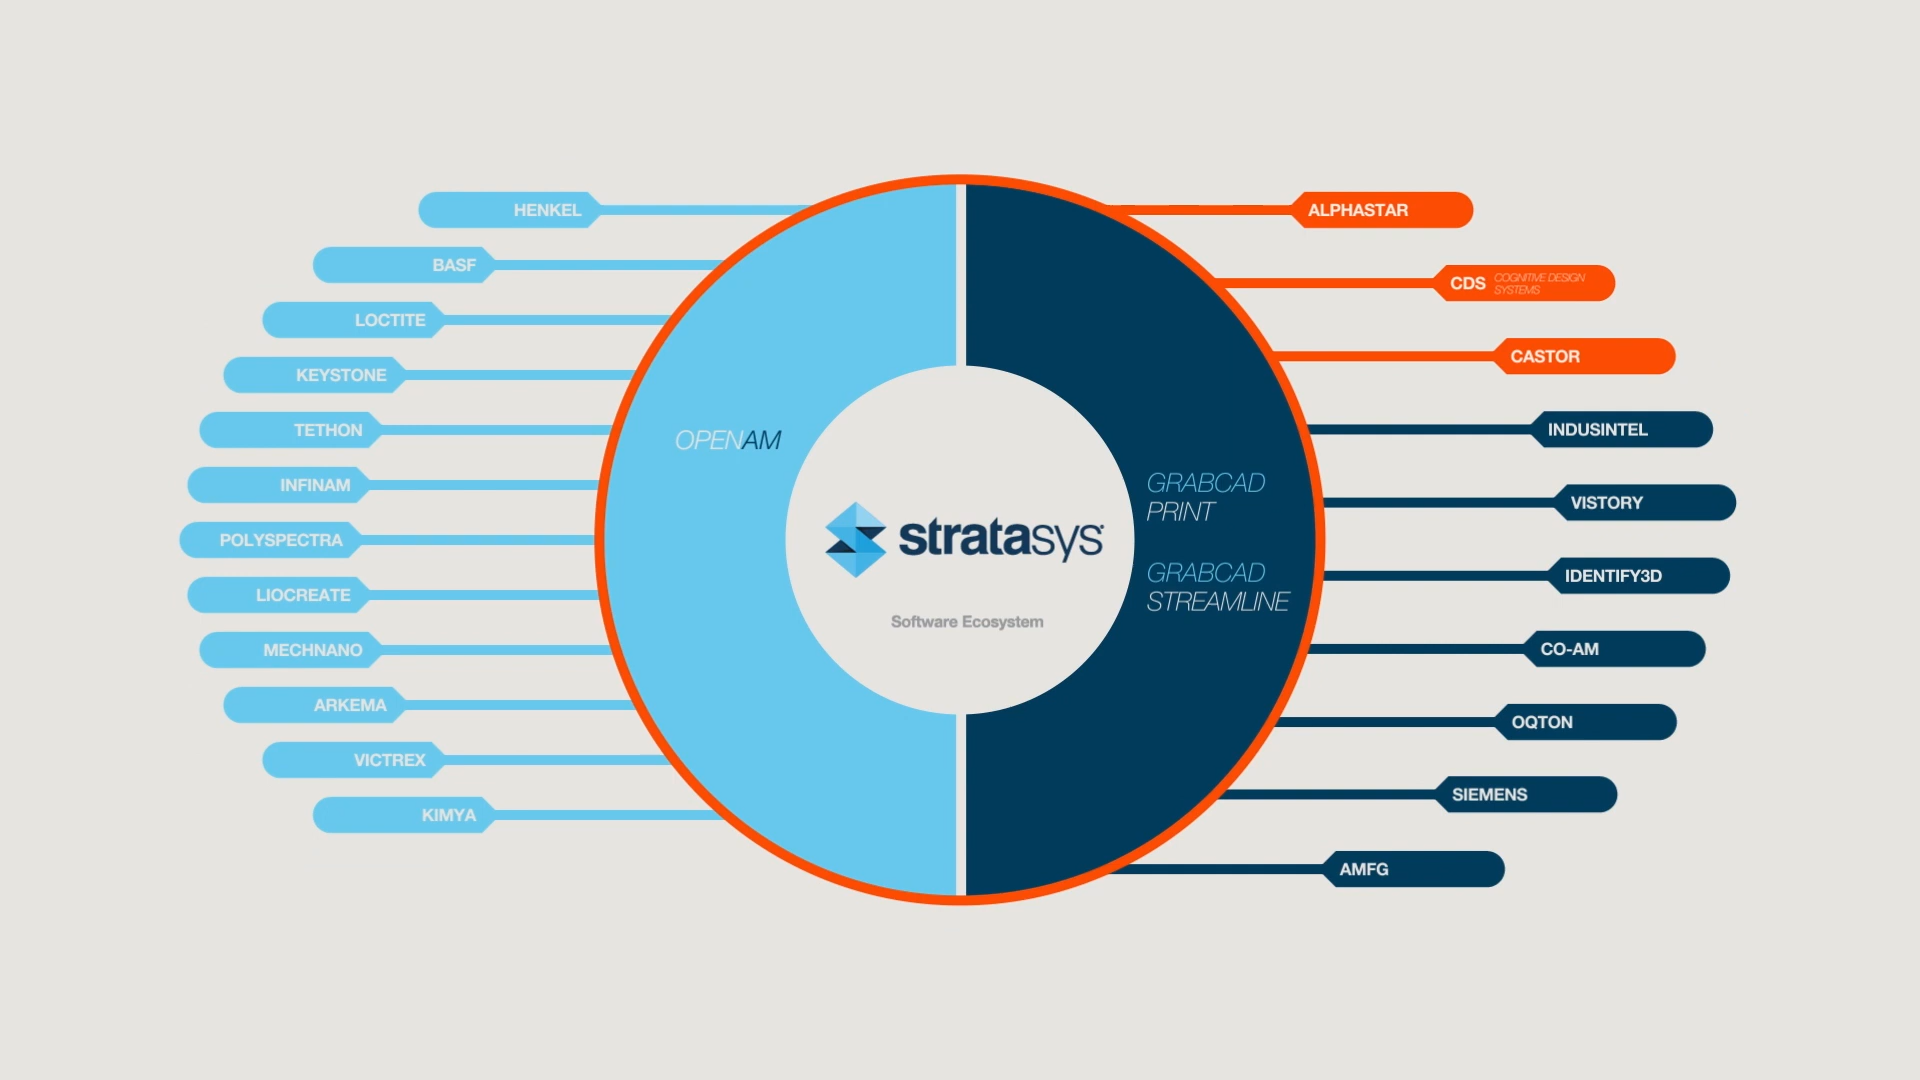 HENKEL
BASF
LOCTITE
KEYSTONE
TETHON
INFINAM
POLYSPECTRA
LIOCREATE
MECHNANO
ARKEMA
VICTREX
KIMYA
OPENAM
stratasys
Software Ecosystem
GRABCAD
PRINT
GRABCAD
STREAMLINE
ALPHASTAR
CDS COGNITIVE DESIGN
SYSTEMS
CASTOR
INDUSINTEL
VISTORY
IDENTIFY3D
CO-AM
OQTON
SIEMENS
AMFG